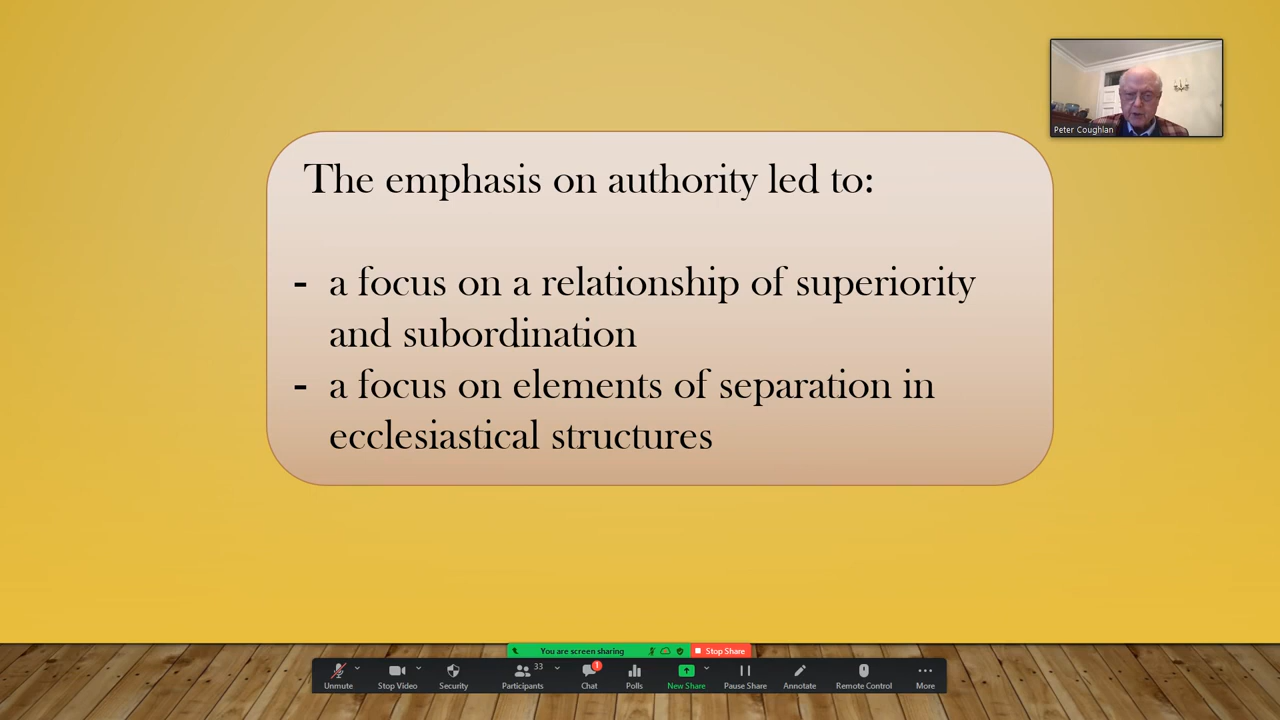 Peter Coughlan
The emphasis on authority led to:
- a focus on a relationship of superiority
and subordination
- a focus on elements of separation in
ecclesiastical structures
You are screen sharing
Stop Share
Unmute
Stop Video
Security
Participants 33
Chat 1
Polls
New Share
Pause Share
Annotate
Remote Control
More